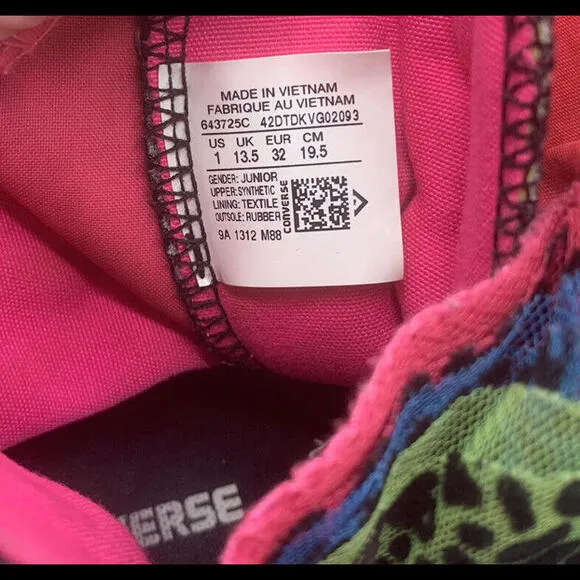 MADE IN VIETNAM
FABRIQUE AU VIETNAM
643725C 42DTDKVG02093
US UK EUR CM
1 13.5 32 19.5
GENDER: JUNIOR
UPPER:SYNTHETIC
LINING: TEXTILE
OUTSOLE: RUBBER
CONVERSE
9A 1312 M88
VERSE